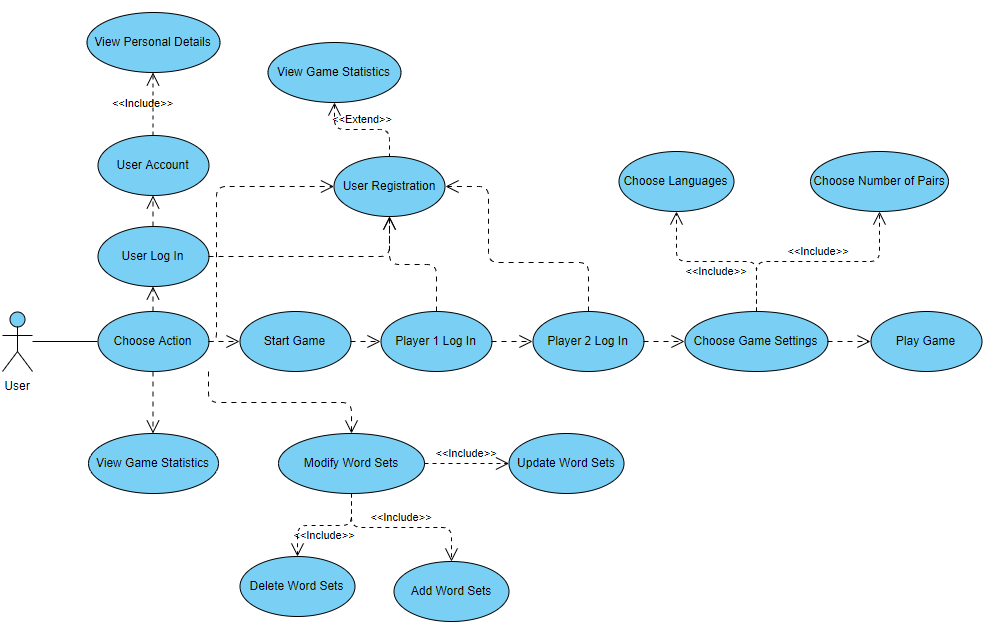 View Personal Details
View Game Statistics
<<Include>>
<<Extend>>
User Account
User Registration
Choose Languages
Choose Number of Pairs
User Log In
<<Include>>
<<Include>>
User
Choose Action
Start Game
Player 1 Log In
Player 2 Log In
Choose Game Settings
Play Game
View Game Statistics
Modify Word Sets
<<Include>>
Update Word Sets
<<Include>>
<<Include>>
Delete Word Sets
Add Word Sets